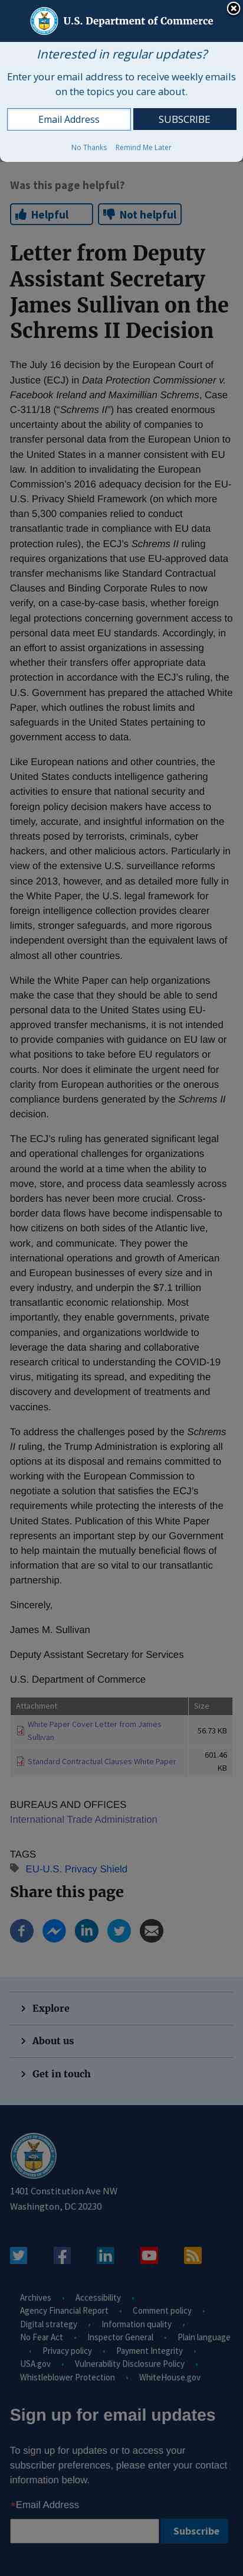 U.S. Department of Commerce
Interested in regular updates?
Enter your email address to receive weekly emails
on the topics you care about.
Email Address
SUBSCRIBE
No Thanks Remind Me Later
Was this page helpful?
Helpful Not helpful
Letter from Deputy
Assistant Secretary
James Sullivan on the
Schrems II Decision
The July 16 decision by the European Court of
Justice (ECJ) in Data Protection Commissioner v.
Facebook Ireland and Maximillian Schrems, Case
C-311/18 (“Schrems II”) has created enormous
uncertainty about the ability of companies to
transfer personal data from the European Union to
the United States in a manner consistent with EU
law. In addition to invalidating the European
Commission’s 2016 adequacy decision for the EU-
U.S. Privacy Shield Framework (on which more
than 5,300 companies relied to conduct
transatlantic trade in compliance with EU data
protection rules), the ECJ’s Schrems II ruling
requires organizations that use EU-approved data
transfer mechanisms like Standard Contractual
Clauses and Binding Corporate Rules to now
verify, on a case-by-case basis, whether foreign
legal protections concerning government access to
personal data meet EU standards. Accordingly, in
an effort to assist organizations in assessing
whether their transfers offer appropriate data
protection in accordance with the ECJ’s ruling, the
U.S. Government has prepared the attached White
Paper, which outlines the robust limits and
safeguards in the United States pertaining to
government access to data.
Like European nations and other countries, the
United States conducts intelligence gathering
activities to ensure that national security and
foreign policy decision makers have access to
timely, accurate, and insightful information on the
threats posed by terrorists, criminals, cyber
hackers, and other malicious actors. Particularly in
view of the extensive U.S. surveillance reforms
since 2013, however, and as detailed more fully in
the White Paper, the U.S. legal framework for
foreign intelligence collection provides clearer
limits, stronger safeguards, and more rigorous
independent oversight than the equivalent laws of
almost all other countries.
While the White Paper can help organizations
make the case that they should be able to send
personal data to the United States using EU-
approved transfer mechanisms, it is not intended
to provide companies with guidance on EU law or
what positions to take before EU regulators or
courts. Nor does it eliminate the urgent need for
clarity from European authorities or the onerous
compliance burdens generated by the Schrems II
decision.
The ECJ’s ruling has generated significant legal
and operational challenges for organizations
around the world at a time when the ability to
move, store, and process data seamlessly across
borders has never been more crucial. Cross-
border data flows have become indispensable to
how citizens on both sides of the Atlantic live,
work, and communicate. They power the
international operations and growth of American
and European businesses of every size and in
every industry, and underpin the $7.1 trillion
transatlantic economic relationship. Most
importantly, they enable governments, private
companies, and organizations worldwide to
leverage the data sharing and collaborative
research critical to understanding the COVID-19
virus, mitigating its spread, and expediting the
discovery and development of treatments and
vaccines.
To address the challenges posed by the Schrems
II ruling, the Trump Administration is exploring all
options at its disposal and remains committed to
working with the European Commission to
negotiate a solution that satisfies the ECJ’s
requirements while protecting the interests of the
United States. Publication of this White Paper
represents an important step by our Government
to help maintain the mutually beneficial flows of
information that are so vital to our transatlantic
partnership.
Sincerely,
James M. Sullivan
Deputy Assistant Secretary for Services
U.S. Department of Commerce
Attachment Size
White Paper Cover Letter from James
Sullivan 56.73 KB
Standard Contractual Clauses White Paper 601.46
KB
BUREAUS AND OFFICES
International Trade Administration
TAGS
EU-U.S. Privacy Shield
Share this page
Explore
About us
Get in touch
1401 Constitution Ave NW
Washington, DC 20230
Archives Accessibility
Agency Financial Report Comment policy
Digital strategy Information quality
No Fear Act Inspector General Plain language
Privacy policy Payment Integrity
USA.gov Vulnerability Disclosure Policy
Whistleblower Protection WhiteHouse.gov
Sign up for email updates
To sign up for updates or to access your
subscriber preferences, please enter your contact
information below.
*Email Address
Subscribe